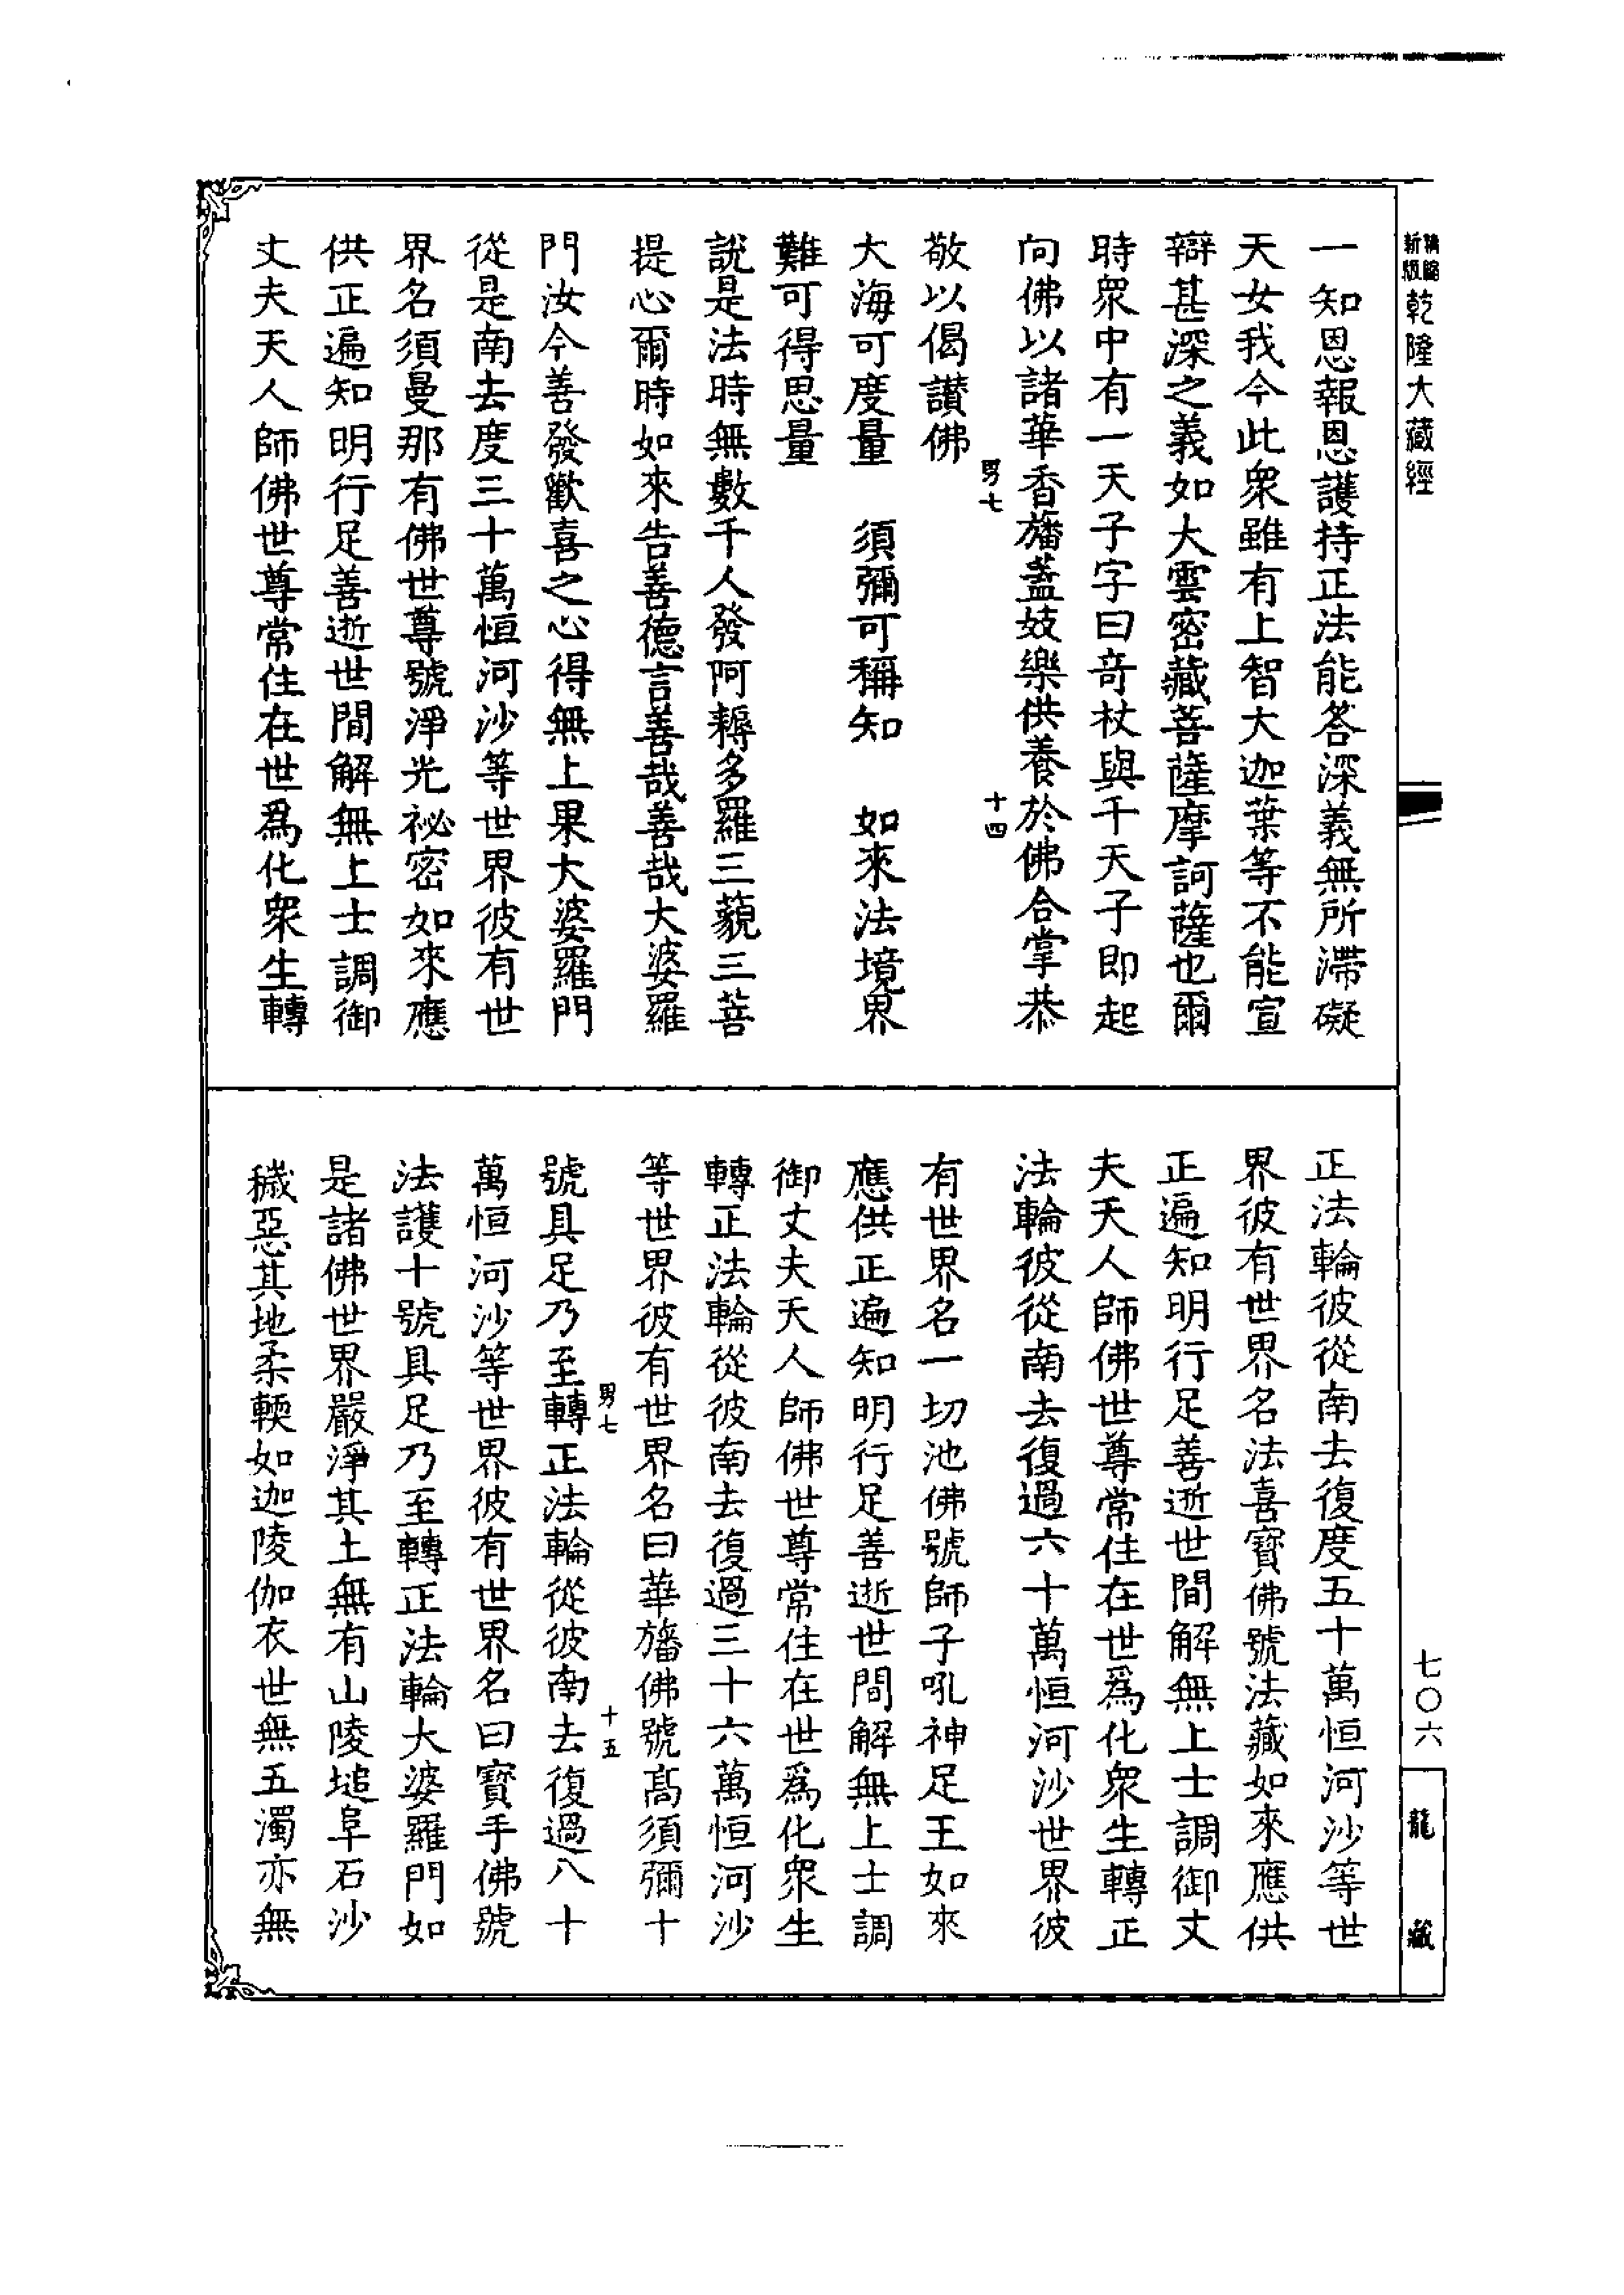 精縮新版乾隆大藏經
一知恩報恩護持正法能答深義無所滯礙
天女我今此衆雖有上智大迦葉等不能宣
辯甚深之義如大雲密藏菩薩摩訶薩也爾
時衆中有一天子字曰竒杖與千天子即起
向佛以諸華香旛葢妓樂供養於佛合掌恭
男七 十四
敬以偈讃佛
大海可度量 須彌可稱知 如來法境界
難可得思量
說是法時無數千人發阿耨多羅三藐三菩
提心爾時如來告善德言善哉善哉大婆羅
門汝今善發歡喜之心得無上果大婆羅門
從是南去度三十萬恒河沙等世界彼有世
界名須曼那有佛世尊號淨光祕密如來應
供正遍知明行足善逝世間解無上士調御
丈夫天人師佛世尊常住在世爲化衆生轉
正法輪彼從南去復度五十萬恒河沙等世
界彼有世界名法喜寶佛號法藏如來應供
正遍知明行足善逝世間解無上士調御丈
夫天人師佛世尊常住在世爲化衆生轉正
法輪彼從南去復過六十萬恒河沙世界彼
有世界名一切池佛號師子吼神足王如來
應供正遍知明行足善逝世間解無上士調
御丈夫天人師佛世尊常住在世爲化衆生
轉正法輪從彼南去復過三十六萬恒河沙
等世界彼有世界名曰華旛佛號髙須彌十
男七 十五
號具足乃至轉正法輪從彼南去復過八十
萬恒河沙等世界彼有世界名曰寶手佛號
法護十號具足乃至轉正法輪大婆羅門如
是諸佛世界嚴淨其土無有山陵塠阜石沙
穢惡其地柔輭如迦陵伽衣世無五濁亦無
七〇六
龍藏